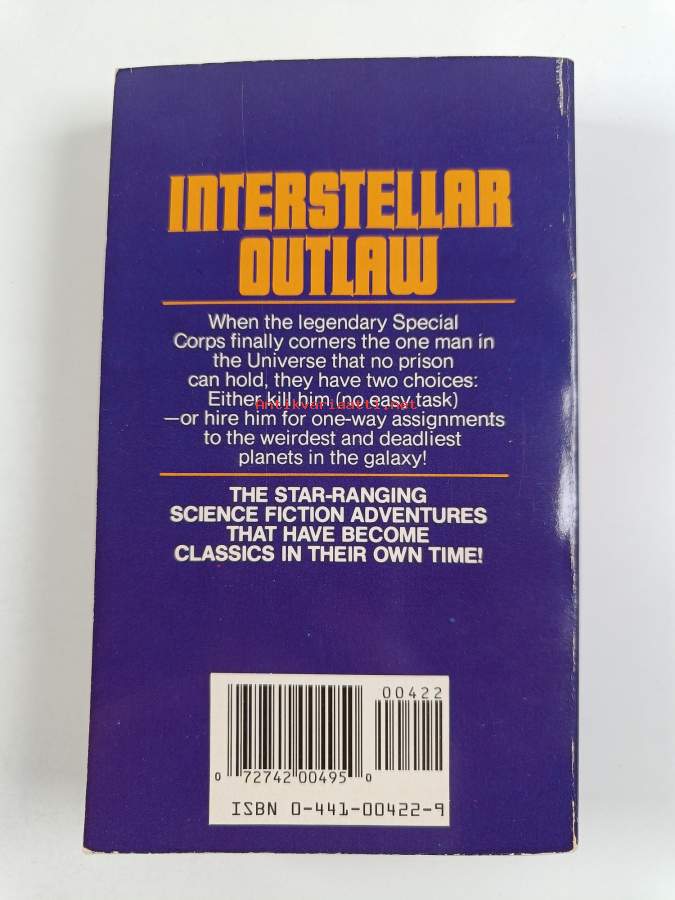 INTERSTELLAR
OUTLAW
When the legendary Special
Corps finally corners the one man in
the Universe that no prison
can hold, they have two choices:
Either kill him (no easy task)
Antikvariaatti.net
—or hire him for one-way assignments
to the weirdest and deadliest
planets in the galaxy!
THE STAR-RANGING
SCIENCE FICTION ADVENTURES
THAT HAVE BECOME
CLASSICS IN THEIR OWN TIME!
00422
0 72742 00495 0
ISBN 0-441-00422-9